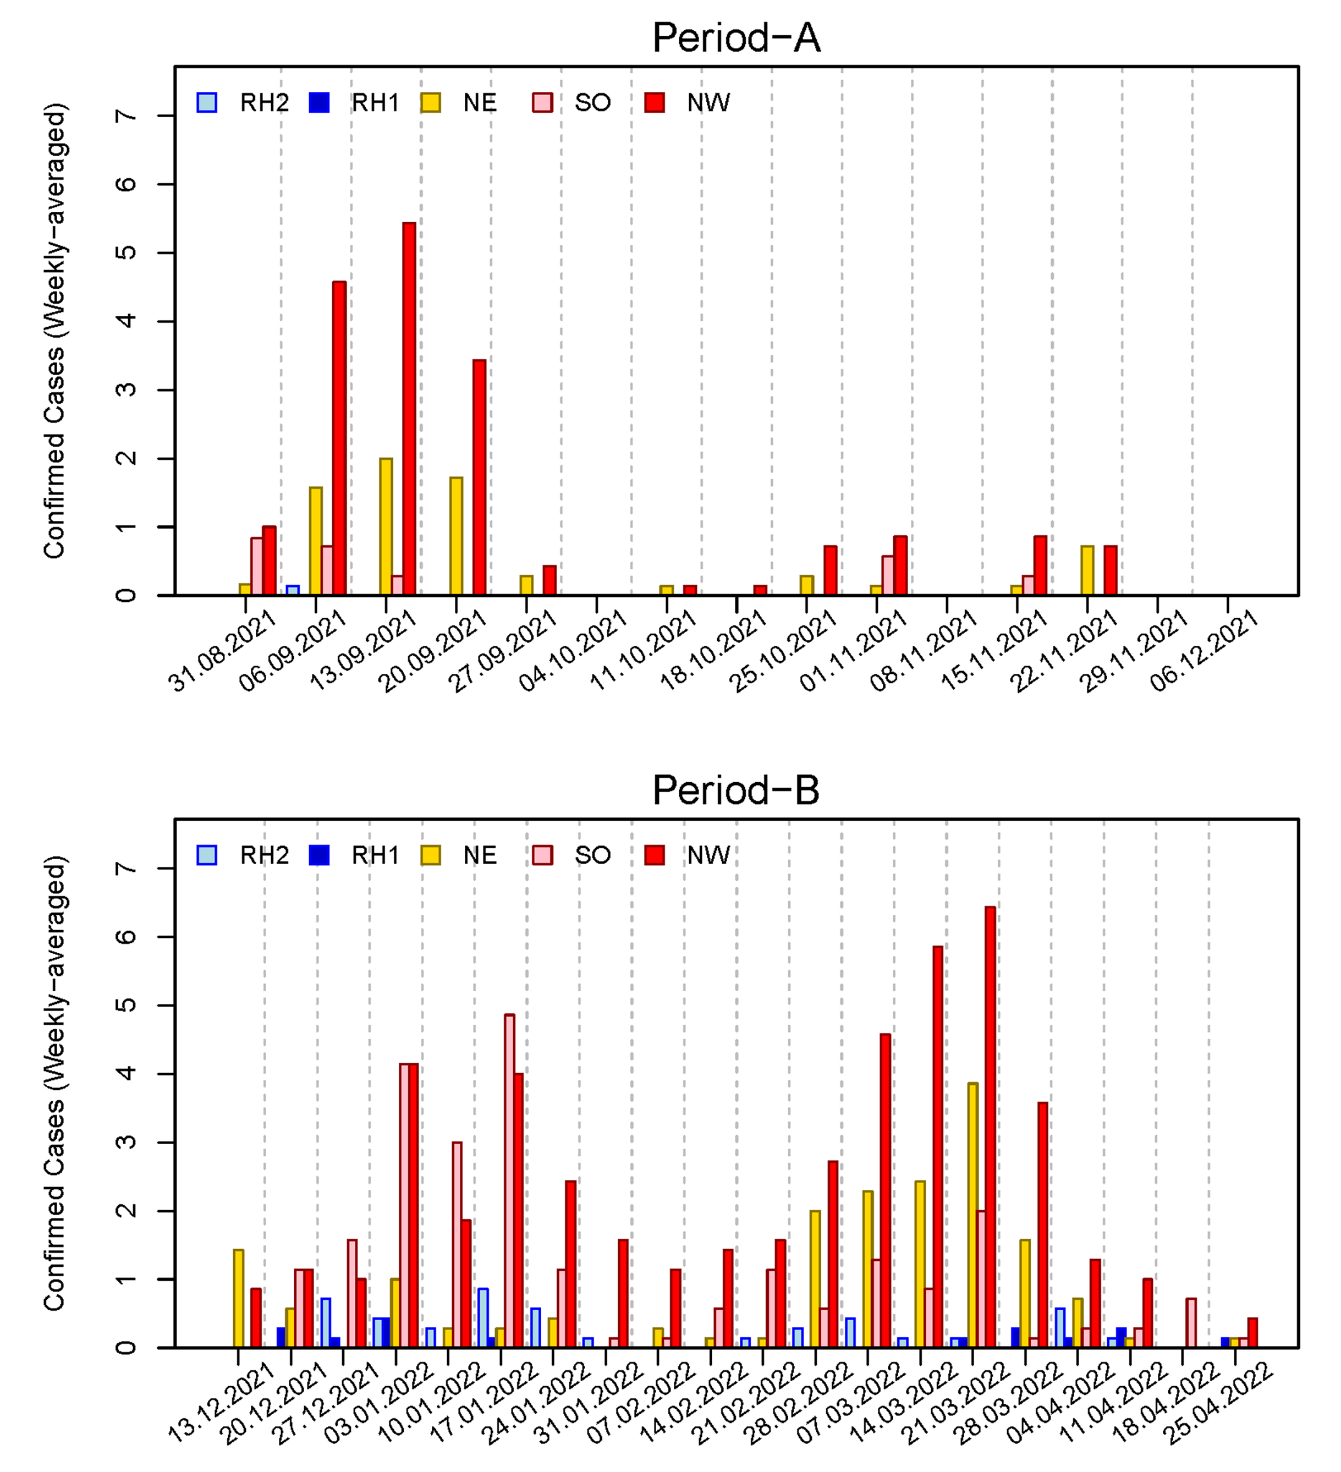 Period−A
Confirmed Cases (Weekly−averaged)
7
6
5
4
3
2
1
0
RH2 RH1 NE SO NW
31.08.2021 06.09.2021 13.09.2021 20.09.2021 27.09.2021 04.10.2021 11.10.2021 18.10.2021 25.10.2021 01.11.2021 08.11.2021 15.11.2021 22.11.2021 29.11.2021 06.12.2021
Period−B
Confirmed Cases (Weekly−averaged)
7
6
5
4
3
2
1
0
RH2 RH1 NE SO NW
13.12.2021 20.12.2021 27.12.2021 03.01.2022 10.01.2022 17.01.2022 24.01.2022 31.01.2022 07.02.2022 14.02.2022 21.02.2022 28.02.2022 07.03.2022 14.03.2022 21.03.2022 28.03.2022 04.04.2022 11.04.2022 18.04.2022 25.04.2022